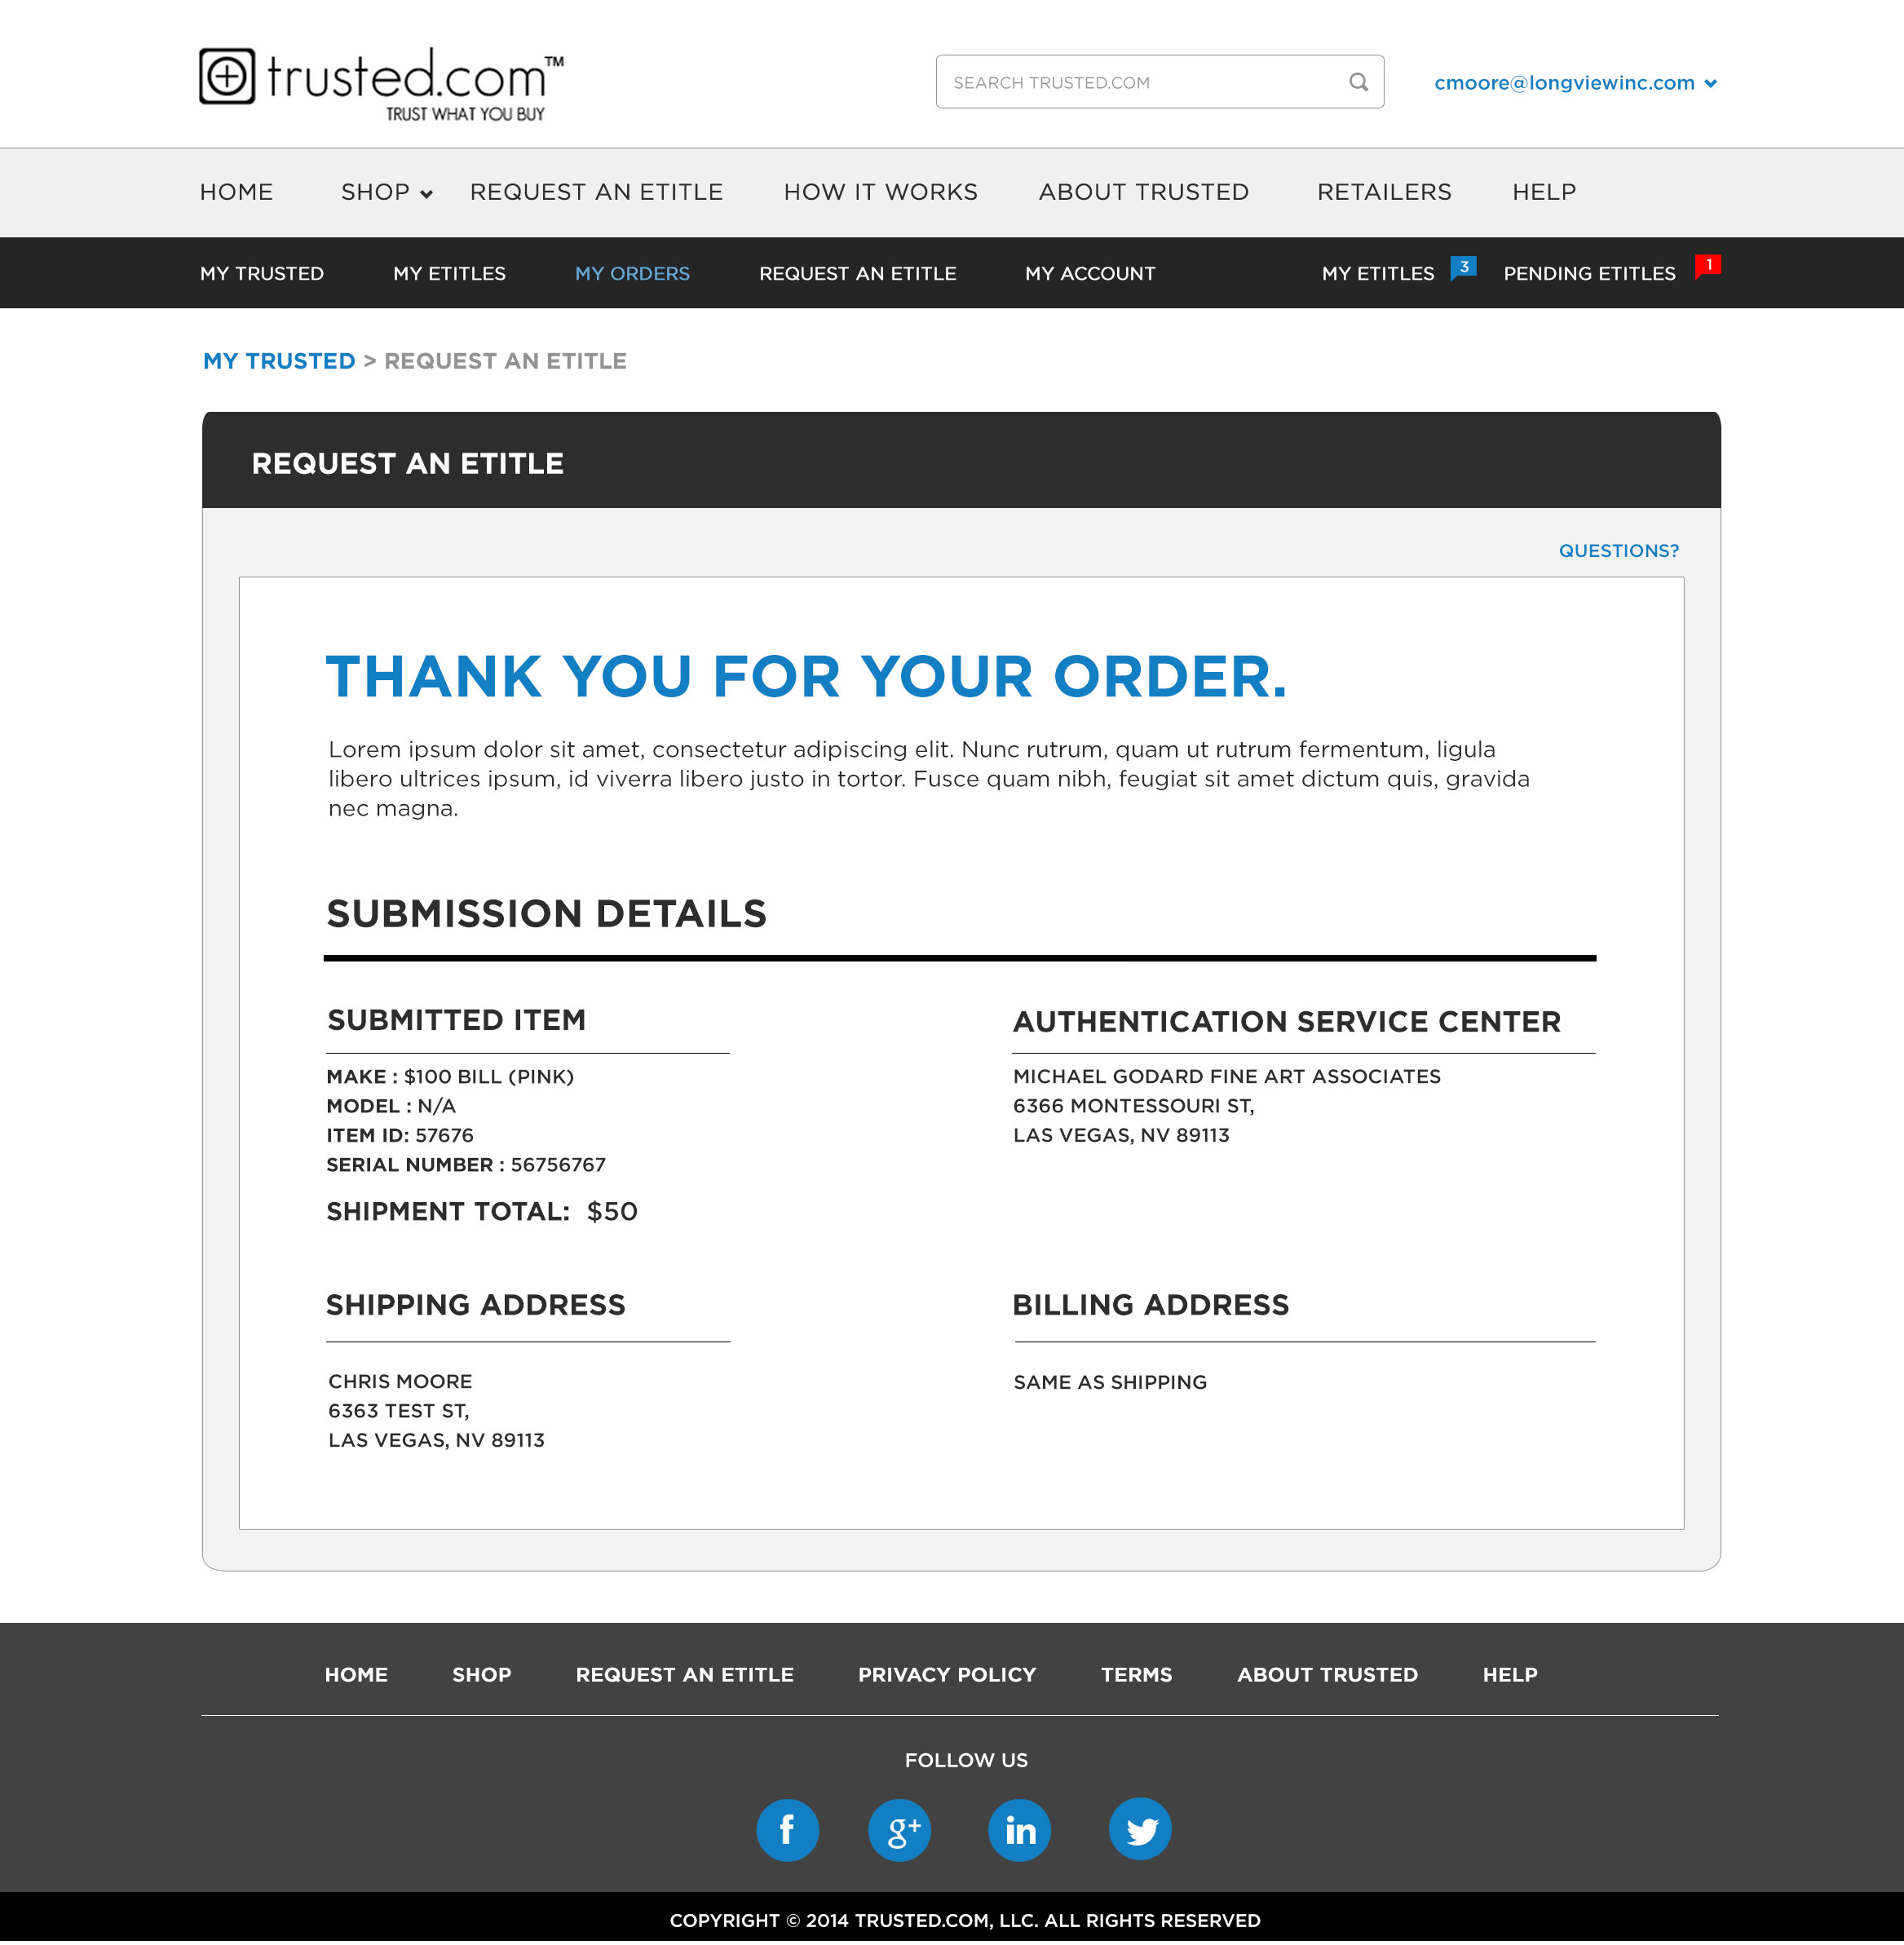 trusted.com™
TRUST WHAT YOU BUY
SEARCH TRUSTED.COM
cmoore@longviewinc.com
HOME SHOP REQUEST AN ETITLE HOW IT WORKS ABOUT TRUSTED RETAILERS HELP
MY TRUSTED MY ETITLES MY ORDERS REQUEST AN ETITLE MY ACCOUNT MY ETITLES 3 PENDING ETITLES 1
MY TRUSTED > REQUEST AN ETITLE
REQUEST AN ETITLE
QUESTIONS?
THANK YOU FOR YOUR ORDER.
Lorem ipsum dolor sit amet, consectetur adipiscing elit. Nunc rutrum, quam ut rutrum fermentum, ligula
libero ultrices ipsum, id viverra libero justo in tortor. Fusce quam nibh, feugiat sit amet dictum quis, gravida
nec magna.
SUBMISSION DETAILS
SUBMITTED ITEM
MAKE : $100 BILL (PINK)
MODEL : N/A
ITEM ID: 57676
SERIAL NUMBER : 56756767
SHIPMENT TOTAL: $50
AUTHENTICATION SERVICE CENTER
MICHAEL GODARD FINE ART ASSOCIATES
6366 MONTESSOURI ST,
LAS VEGAS, NV 89113
SHIPPING ADDRESS
CHRIS MOORE
6363 TEST ST,
LAS VEGAS, NV 89113
BILLING ADDRESS
SAME AS SHIPPING
HOME SHOP REQUEST AN ETITLE PRIVACY POLICY TERMS ABOUT TRUSTED HELP
FOLLOW US
f g+ in
COPYRIGHT © 2014 TRUSTED.COM, LLC. ALL RIGHTS RESERVED